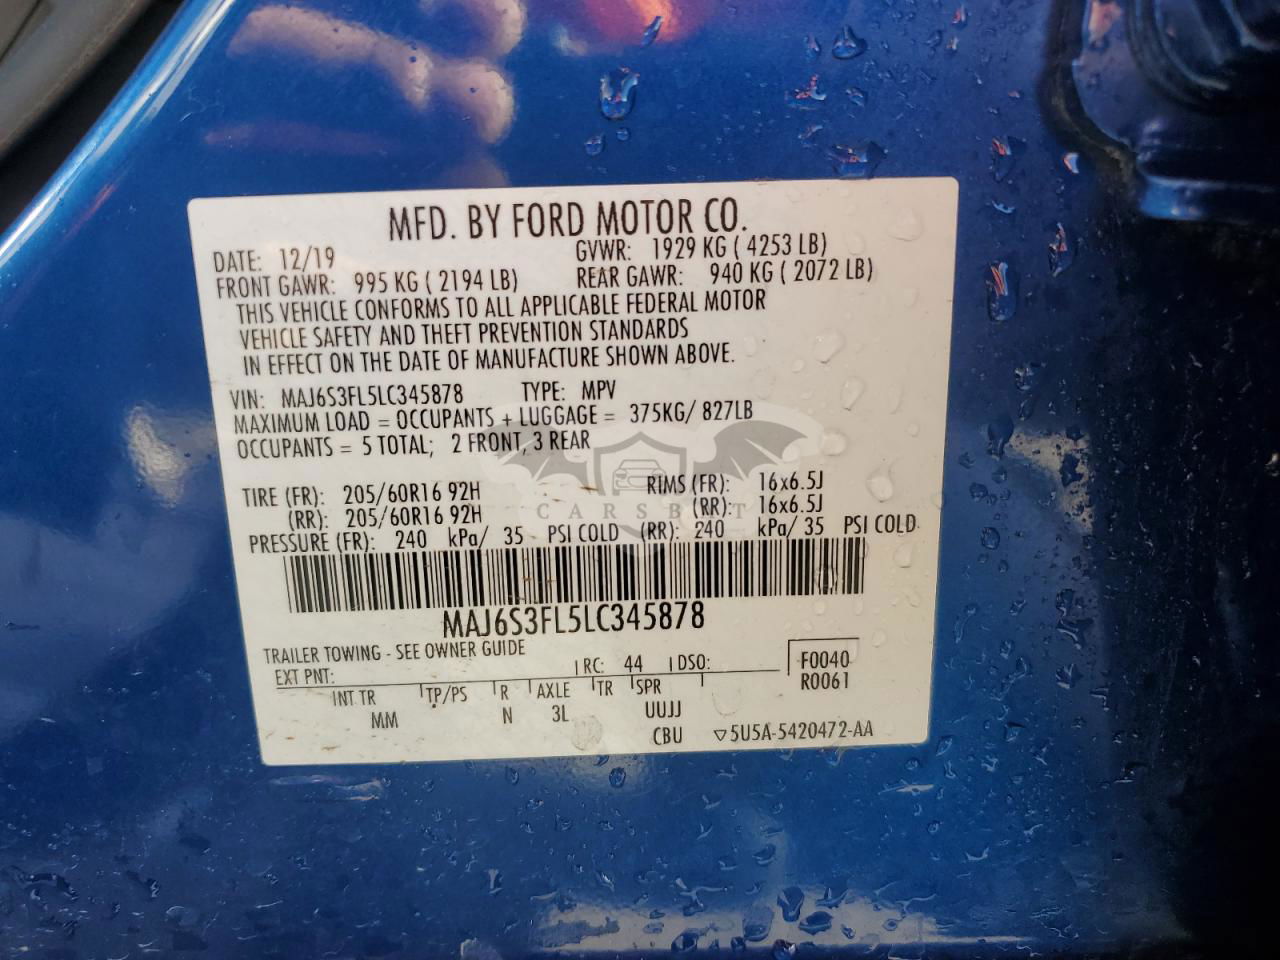 MFD. BY FORD MOTOR CO.
DATE: 12/19 GVWR: 1929 KG ( 4253 LB)
FRONT GAWR: 995 KG ( 2194 LB) REAR GAWR: 940 KG ( 2072 LB)
THIS VEHICLE CONFORMS TO ALL APPLICABLE FEDERAL MOTOR
VEHICLE SAFETY AND THEFT PREVENTION STANDARDS
IN EFFECT ON THE DATE OF MANUFACTURE SHOWN ABOVE.
VIN: MAJ6S3FL5LC345878 TYPE: MPV
MAXIMUM LOAD = OCCUPANTS + LUGGAGE = 375KG/ 827LB
OCCUPANTS = 5 TOTAL; 2 FRONT, 3 REAR
TIRE (FR): 205/60R16 92H RIMS (FR): 16x6.5J
(RR): 205/60R16 92H (RR): 16x6.5J
CARSBAT
PRESSURE (FR): 240 kPa/ 35 PSI COLD (RR): 240 kPa/ 35 PSI COLD
MAJ6S3FL5LC345878
TRAILER TOWING - SEE OWNER GUIDE
EXT PNT: RC: 44 DSO: F0040
R0061
INT TR TP/PS R AXLE TR SPR
MM N 3L UUJJ
CBU ▽5U5A-5420472-AA